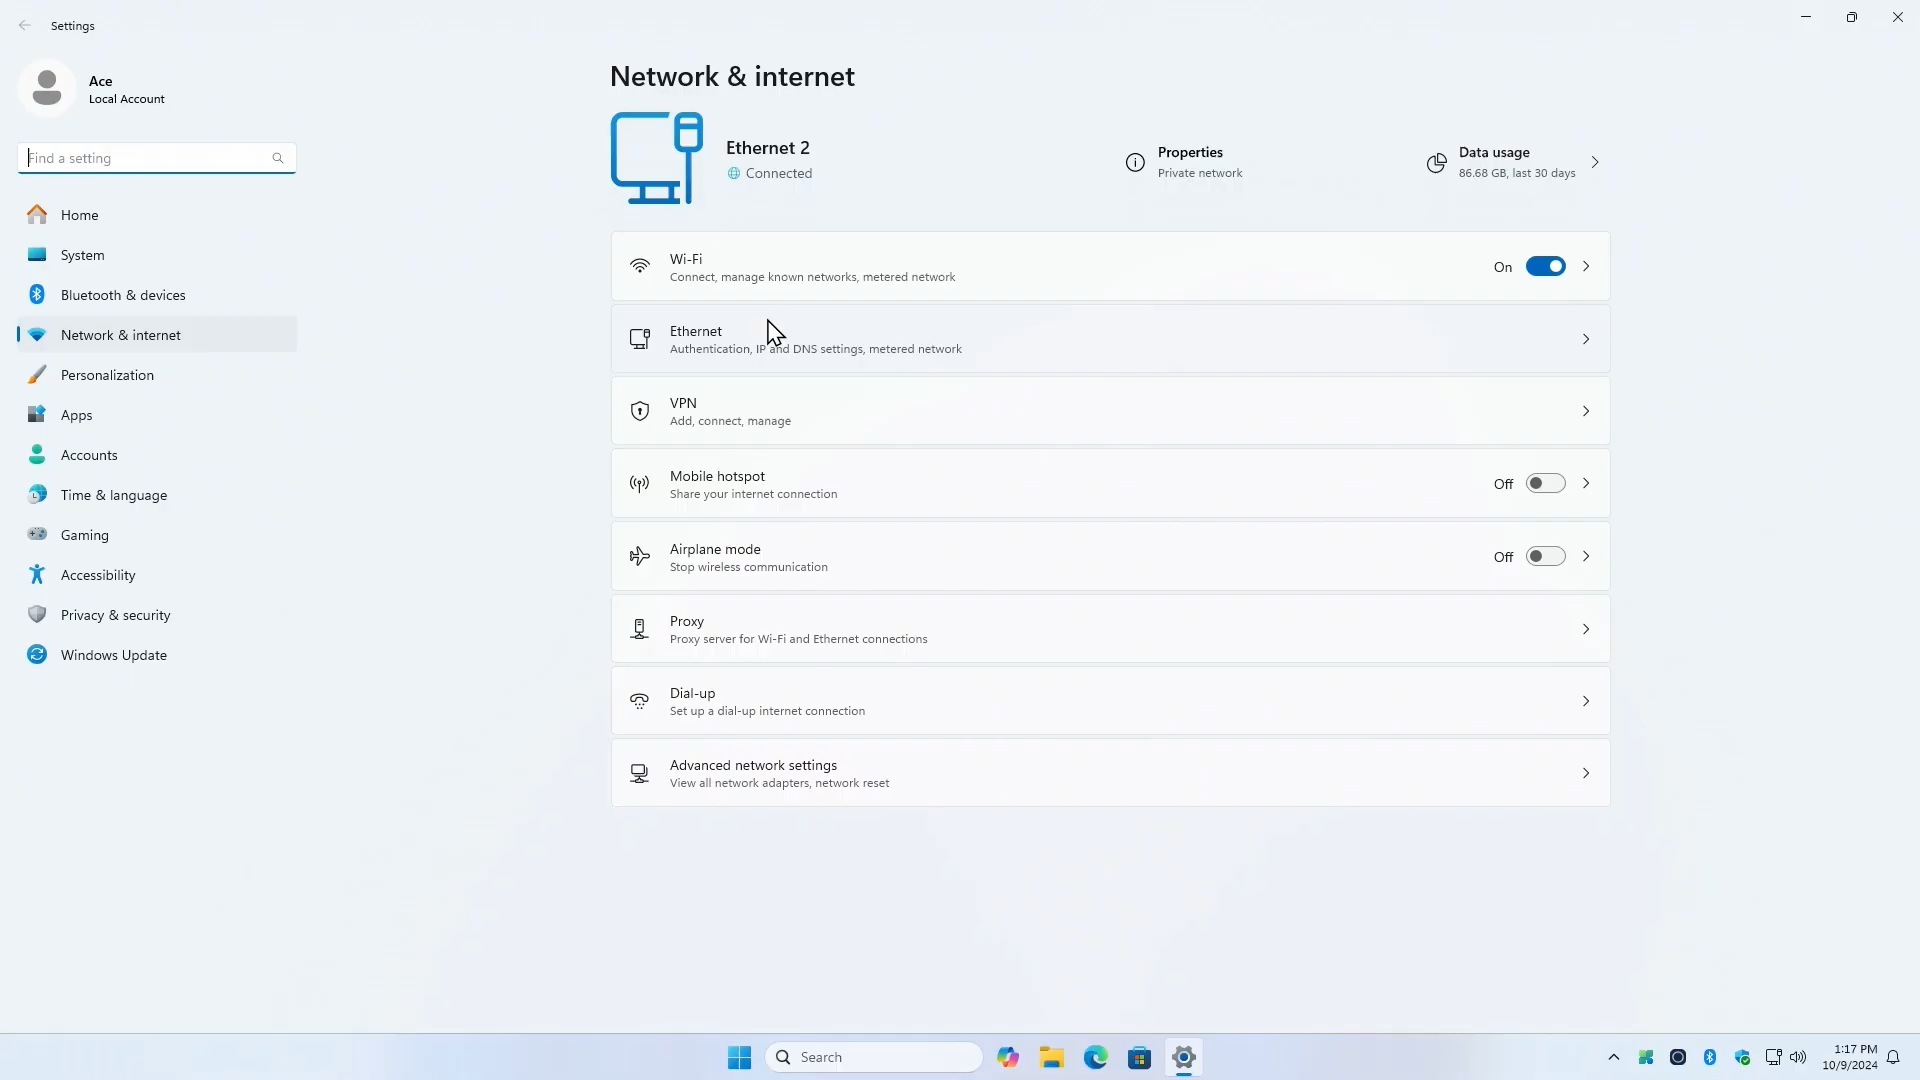 Settings
Ace
Local Account
Find a setting
Home
System
Bluetooth & devices
Network & internet
Personalization
Apps
Accounts
Time & language
Gaming
Accessibility
Privacy & security
Windows Update
Network & internet
Ethernet 2
Connected
Properties
Private network
Data usage
86.68 GB, last 30 days
Wi-Fi
Connect, manage known networks, metered network
On
Ethernet
Authentication, IP and DNS settings, metered network
VPN
Add, connect, manage
Mobile hotspot
Share your internet connection
Off
Airplane mode
Stop wireless communication
Off
Proxy
Proxy server for Wi-Fi and Ethernet connections
Dial-up
Set up a dial-up internet connection
Advanced network settings
View all network adapters, network reset
Search
1:17 PM
10/9/2024